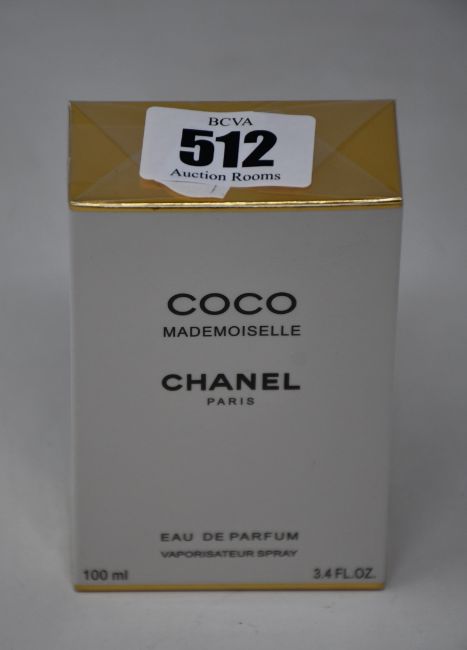 BCVA
512
Auction Rooms
COCO
MADEMOISELLE
CHANEL
PARIS
EAU DE PARFUM
VAPORISATEUR SPRAY
100 ml 3.4 FL.OZ.